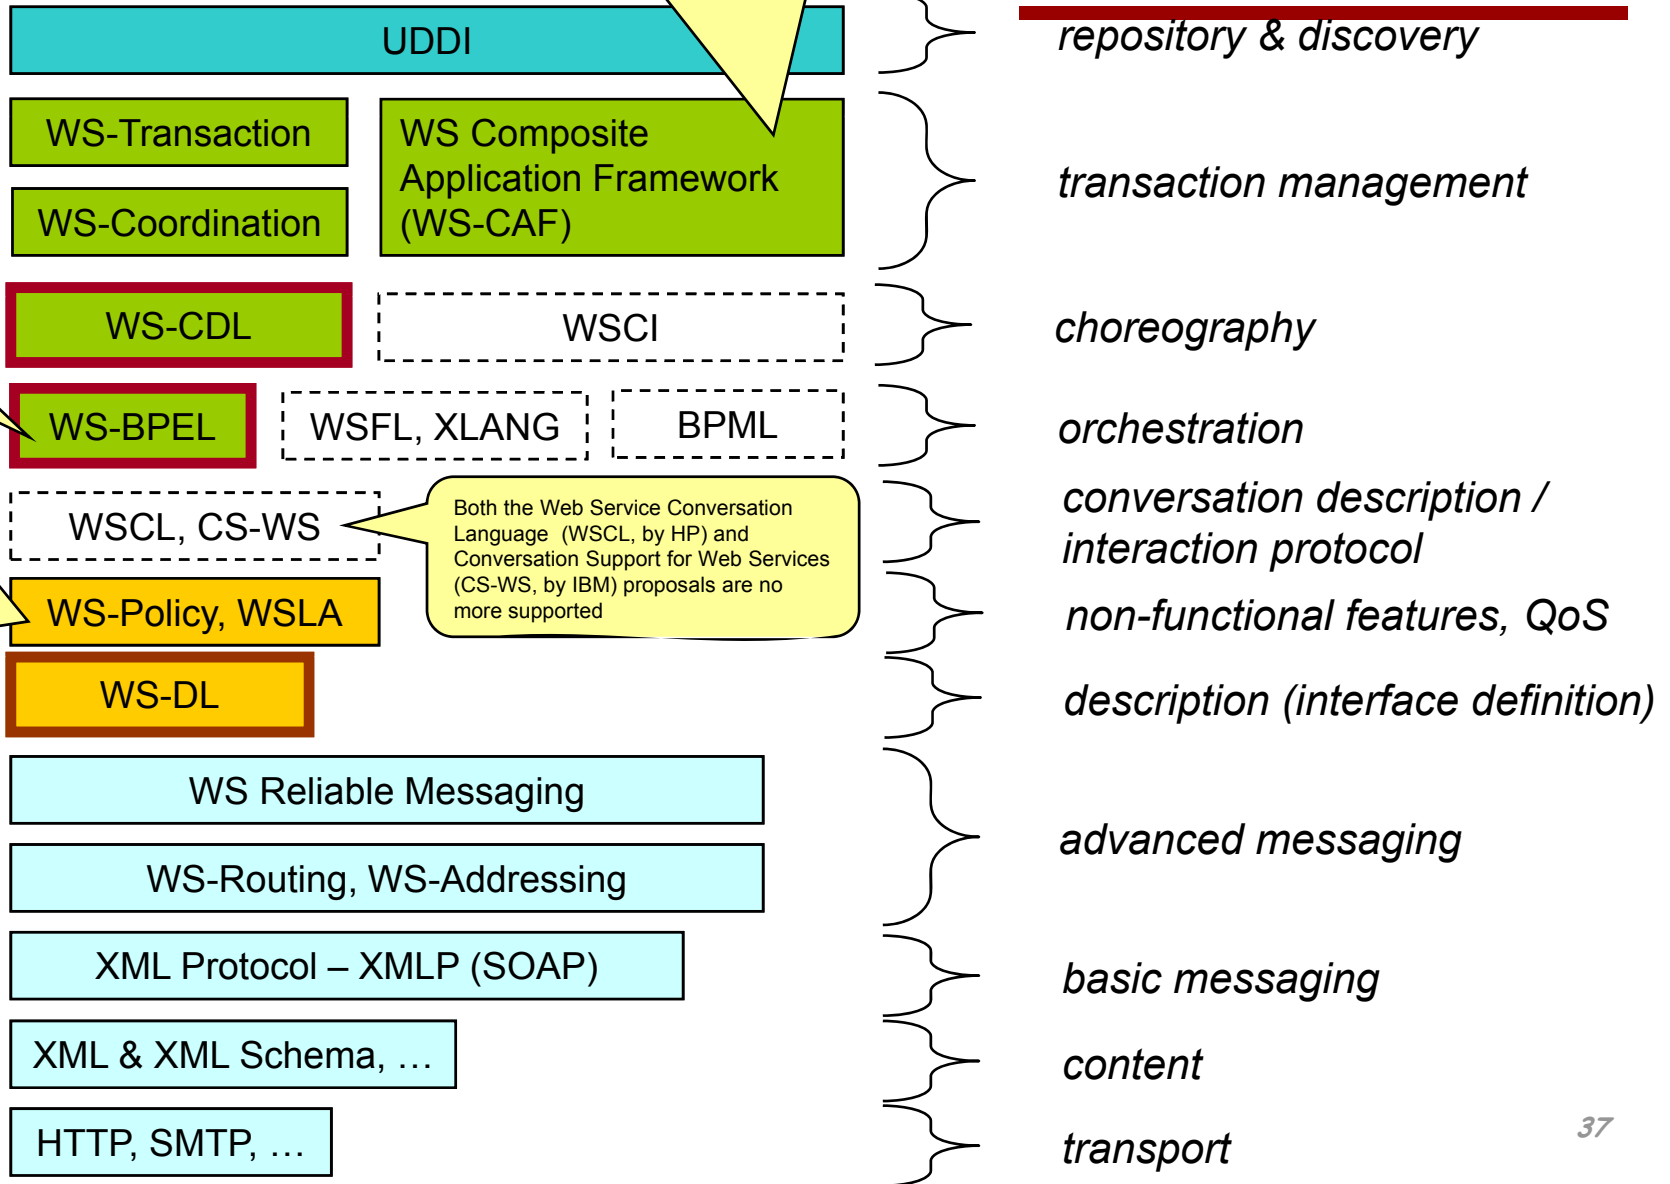 UDDI
repository & discovery
WS-Transaction
WS Composite
Application Framework
(WS-CAF)
WS-Coordination
transaction management
WS-CDL
WSCI
choreography
WS-BPEL
WSFL, XLANG
BPML
orchestration
WSCL, CS-WS
Both the Web Service Conversation
Language (WSCL, by HP) and
Conversation Support for Web Services
(CS-WS, by IBM) proposals are no
more supported
conversation description /
interaction protocol
WS-Policy, WSLA
non-functional features, QoS
WS-DL
description (interface definition)
WS Reliable Messaging
WS-Routing, WS-Addressing
advanced messaging
XML Protocol – XMLP (SOAP)
basic messaging
XML & XML Schema, …
content
HTTP, SMTP, …
transport
37